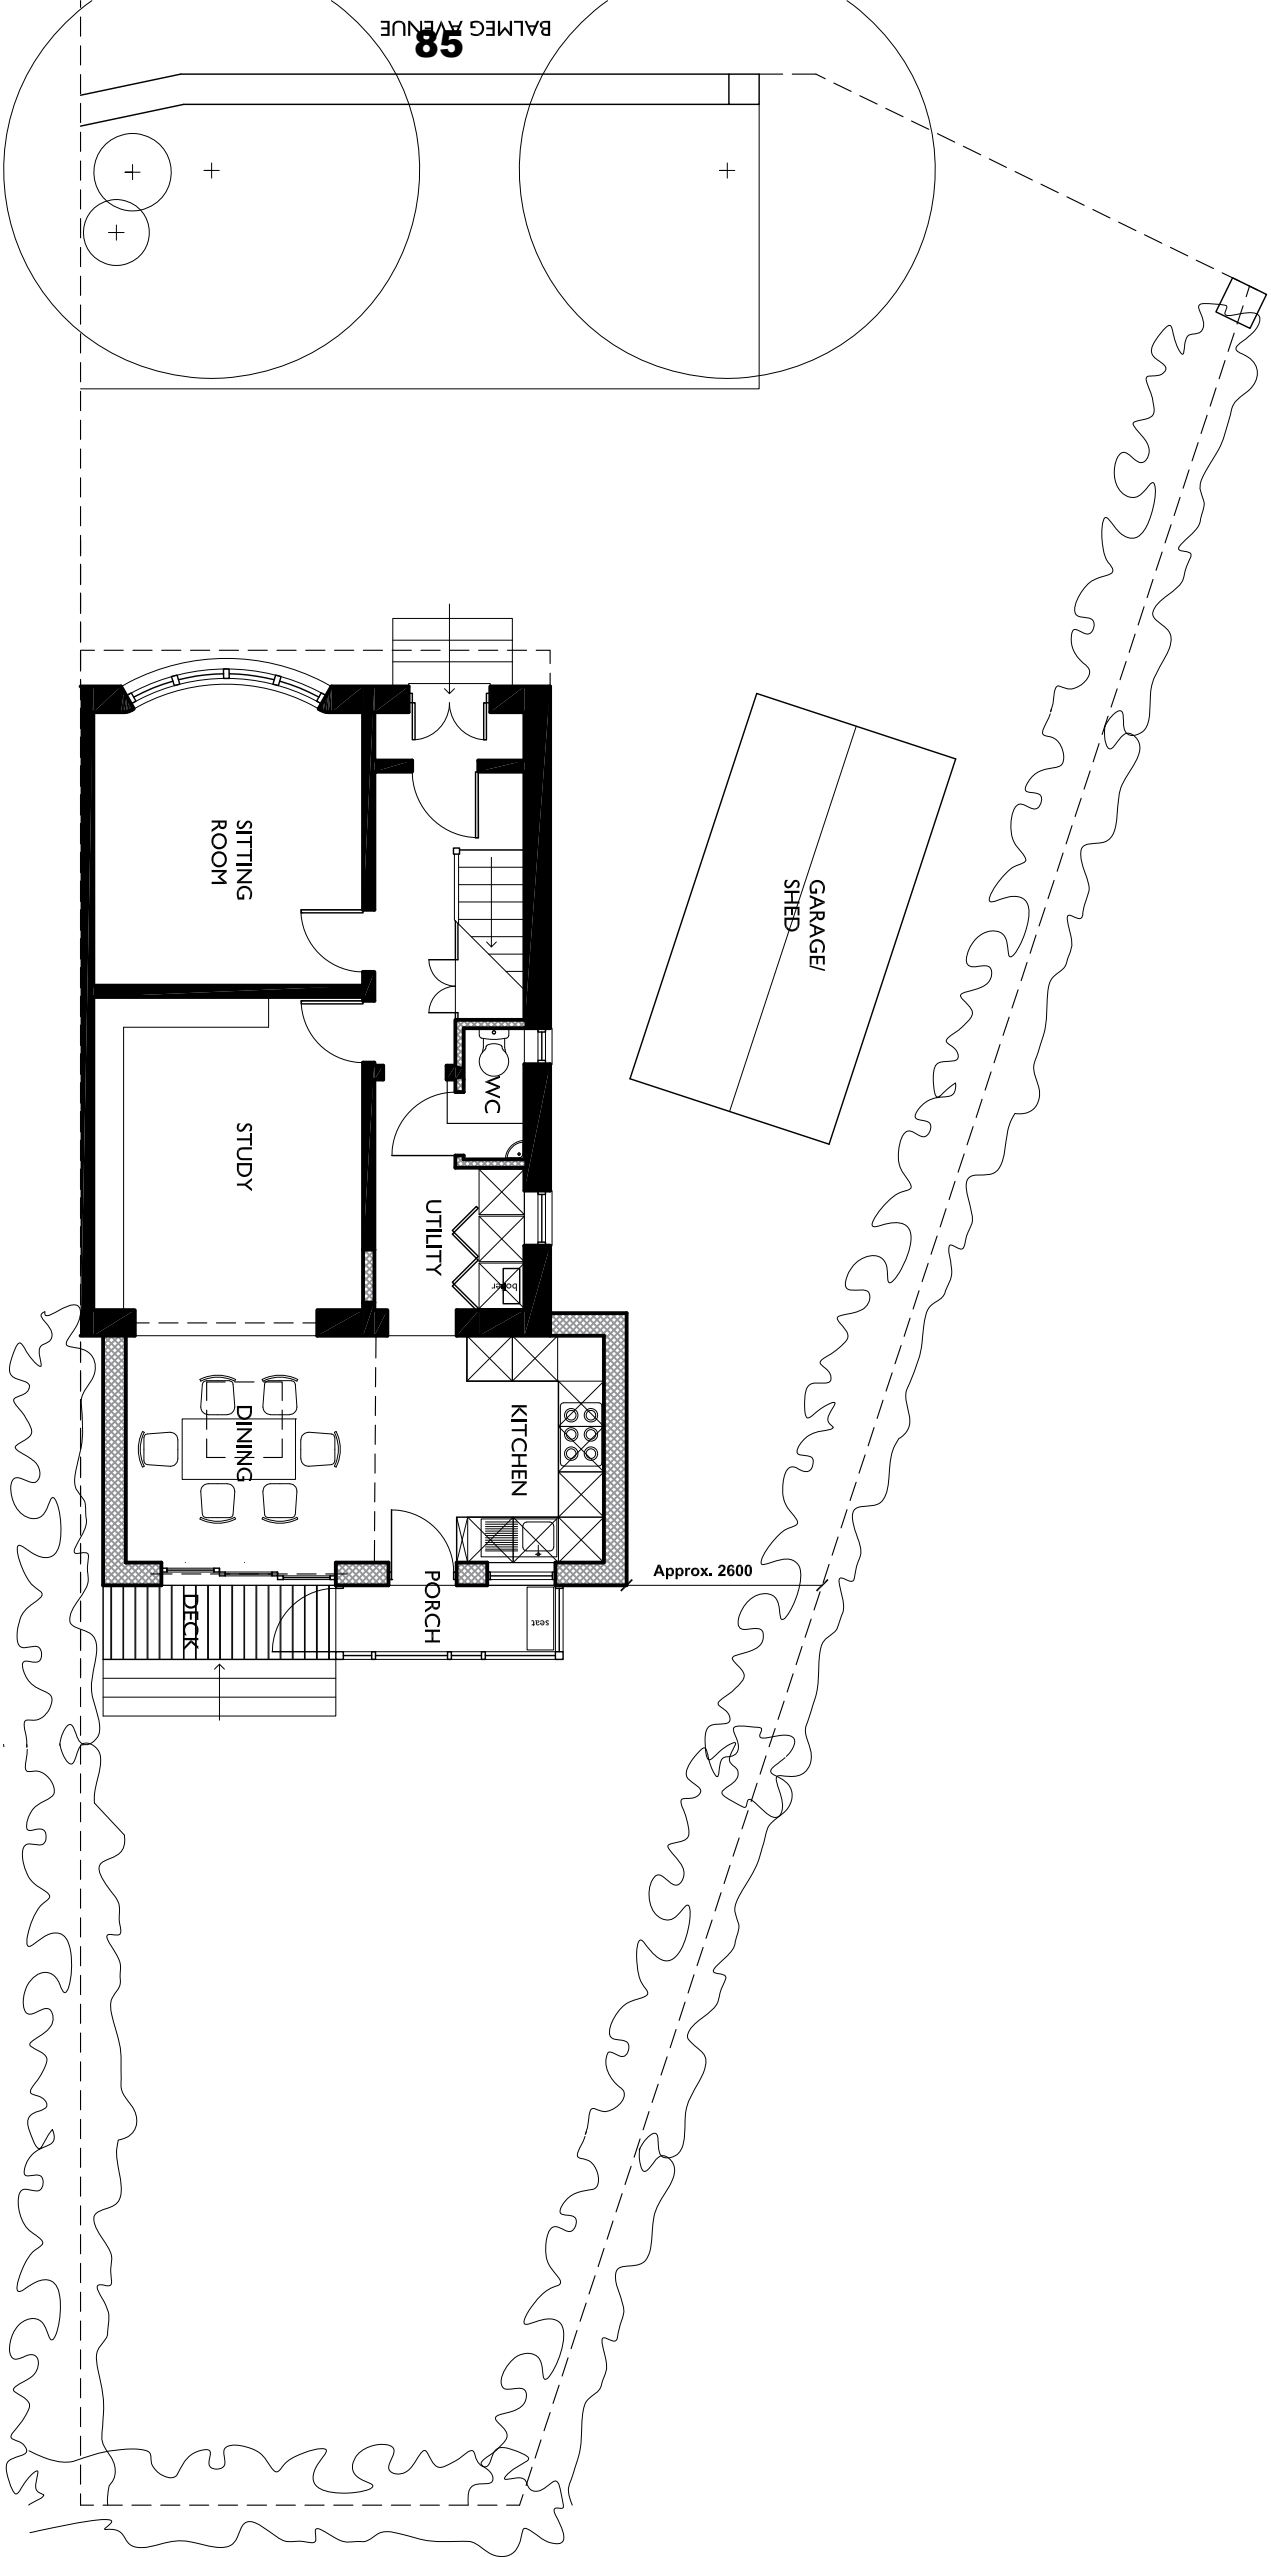 BALMEG AVENUE
85
SITTING
ROOM
GARAGE/
SHED
WC
STUDY
UTILITY
boiler
DINING
KITCHEN
Approx. 2600
DECK
PORCH
seat